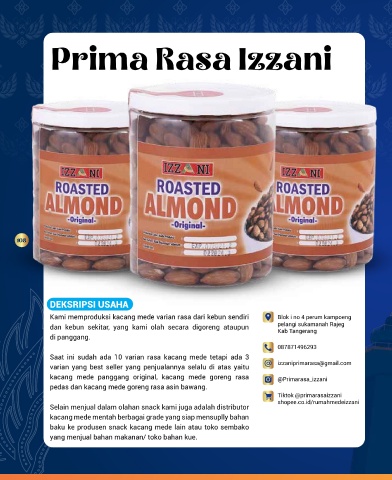 Prima Rasa Izzani
IZZANI
ROASTED
ALMOND
-Original-
IZZANI
ROASTED
ALMOND
-Original-
IZZANI
ROASTED
ALMOND
-Original-
DEKSRIPSI USAHA
Kami memproduksi kacang mede varian rasa dari kebun sendiri
dan kebun sekitar, yang kami olah secara digoreng ataupun
di panggang.
Saat ini sudah ada 10 varian rasa kacang mede tetapi ada 3
varian yang best seller yang penjualannya selalu di atas yaitu
kacang mede panggang original, kacang mede goreng rasa
pedas dan kacang mede goreng rasa asin bawang.
Selain menjual dalam olahan snack kami juga adalah distributor
kacang mede mentah berbagai grade yang siap mensuplly bahan
baku ke produsen snack kacang mede lain atau toko sembako
yang menjual bahan makanan/ toko bahan kue.
Blok i no 4 perum kampoeng
pelangi sukamanah Rajeg
Kab Tangerang
087871496293
izzaniprimarasa@gmail.com
@Primarasa_izzani
Tiktok @primarasaizzani
shopee.co.id/rumahmedeizzani